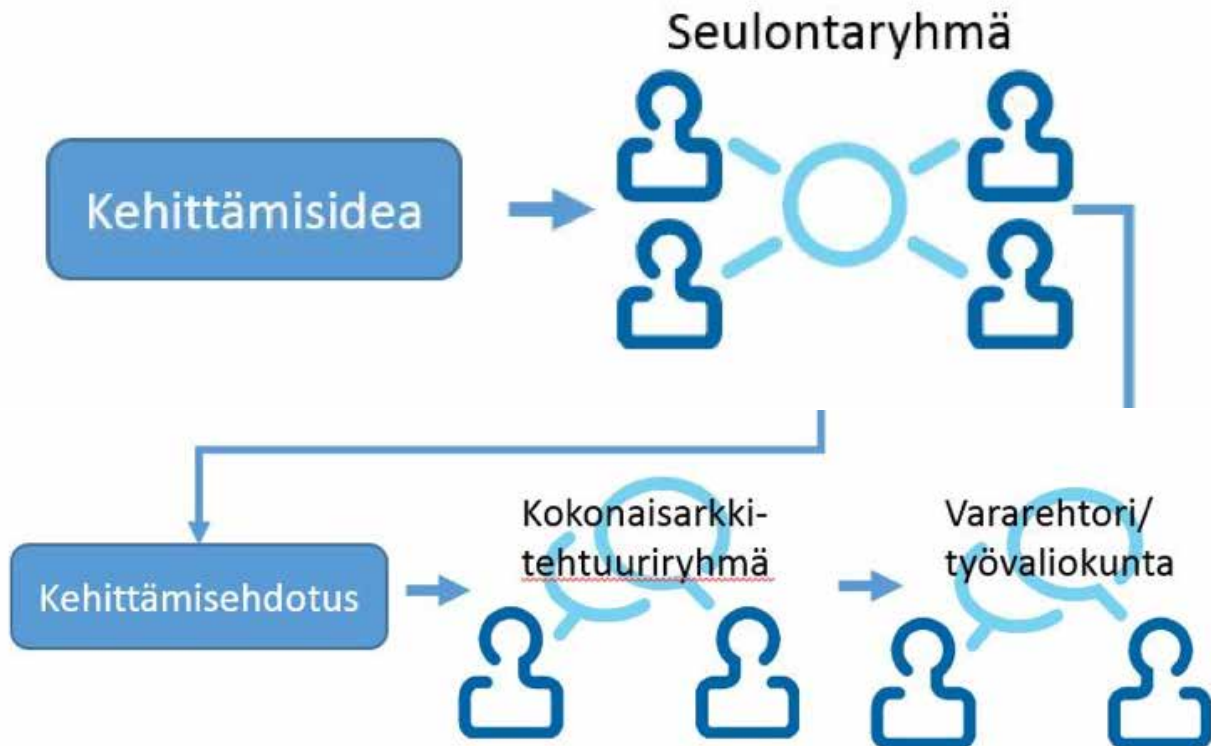 Seulontaryhmä
Kehittämisidea
Kokonaisarkki-
tehtuuriryhmä
Vararehtori/
työvaliokunta
Kehittämisehdotus